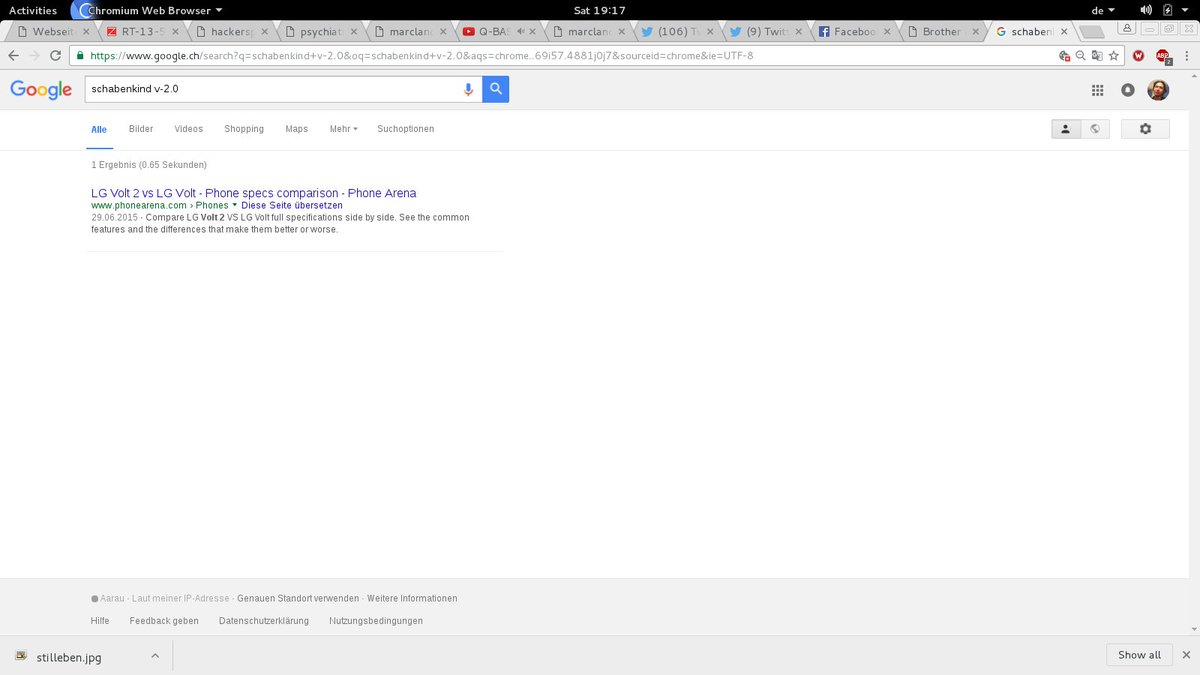 Activities Chromium Web Browser Sat 19:17 de
Webseit RT-13-5 hackersp psychiat marclan Q-BAS marclan (106) Tw (9) Twitt Faceboo Brother schaben
https://www.google.ch/search?q=schabenkind+v-2.0&oq=schabenkind+v-2.0&aqs=chrome..69i57.4881j0j7&sourceid=chrome&ie=UTF-8 W ABP 2
Google schabenkind v-2.0
Alle Bilder Videos Shopping Maps Mehr Suchoptionen
1 Ergebnis (0.65 Sekunden)
LG Volt 2 vs LG Volt - Phone specs comparison - Phone Arena
www.phonearena.com › Phones Diese Seite übersetzen
29.06.2015 - Compare LG Volt 2 VS LG Volt full specifications side by side. See the common
features and the differences that make them better or worse.
Aarau - Laut meiner IP-Adresse - Genauen Standort verwenden - Weitere Informationen
Hilfe Feedback geben Datenschutzerklärung Nutzungsbedingungen
stilleben.jpg Show all